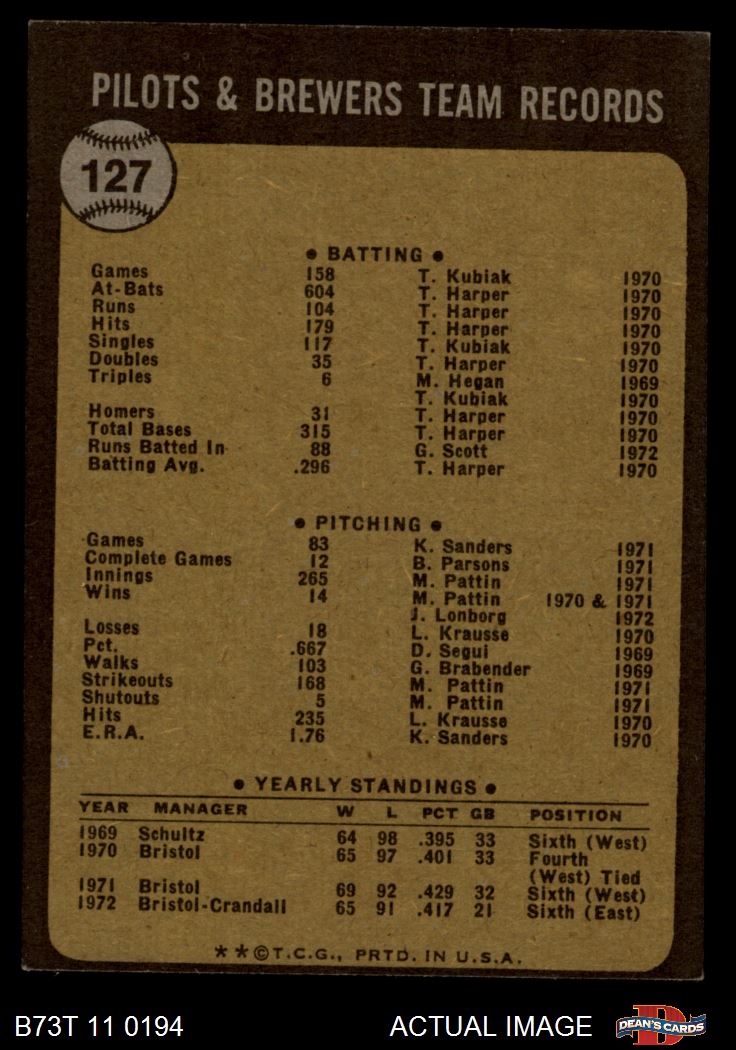 PILOTS & BREWERS TEAM RECORDS
127
• BATTING •
Games 158 T. Kubiak 1970
At-Bats 604 T. Harper 1970
Runs 104 T. Harper 1970
Hits 179 T. Harper 1970
Singles 117 T. Kubiak 1970
Doubles 35 T. Harper 1970
Triples 6 M. Hegan 1969
T. Kubiak 1970
Homers 31 T. Harper 1970
Total Bases 315 T. Harper 1970
Runs Batted In 88 G. Scott 1972
Batting Avg. .296 T. Harper 1970
• PITCHING •
Games 83 K. Sanders 1971
Complete Games 12 B. Parsons 1971
Innings 265 M. Pattin 1971
Wins 14 M. Pattin 1970 & 1971
J. Lonborg 1972
Losses 18 L. Krausse 1970
Pct. .667 D. Segui 1969
Walks 103 G. Brabender 1969
Strikeouts 168 M. Pattin 1971
Shutouts 5 M. Pattin 1971
Hits 235 L. Krausse 1970
E.R.A. 1.76 K. Sanders 1970
• YEARLY STANDINGS •
YEAR MANAGER W L PCT GB POSITION
1969 Schultz 64 98 .395 33 Sixth (West)
1970 Bristol 65 97 .401 33 Fourth
(West) Tied
1971 Bristol 69 92 .429 32 Sixth (West)
1972 Bristol-Crandall 65 91 .417 21 Sixth (East)
**©T.C.G., PRTD. IN U.S.A.
B73T 11 0194 ACTUAL IMAGE DEAN'S CARDS